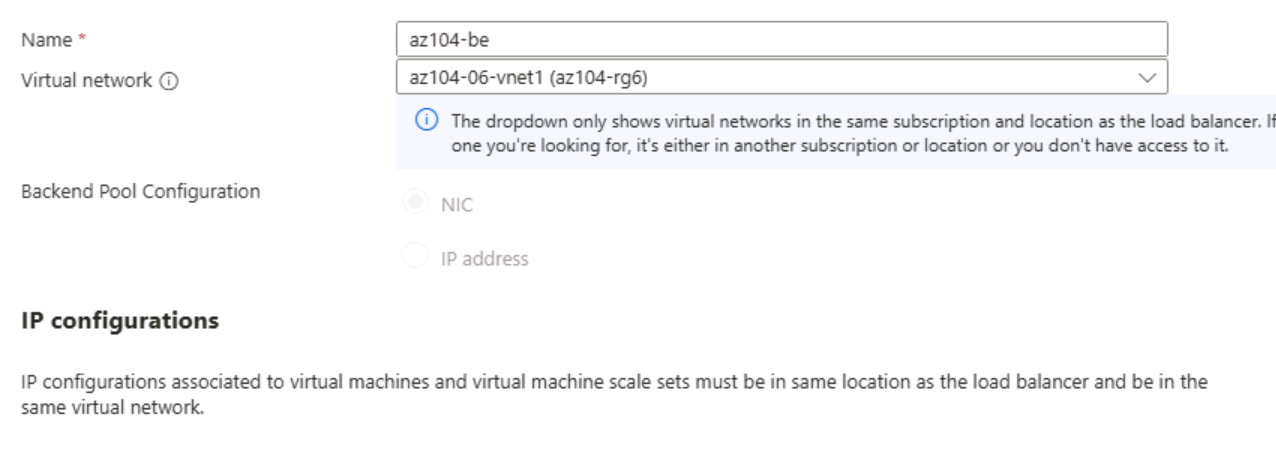 Name *
az104-be
Virtual network
az104-06-vnet1 (az104-rg6)
The dropdown only shows virtual networks in the same subscription and location as the load balancer. If
one you're looking for, it's either in another subscription or location or you don't have access to it.
Backend Pool Configuration
NIC
IP address
IP configurations
IP configurations associated to virtual machines and virtual machine scale sets must be in same location as the load balancer and be in the
same virtual network.